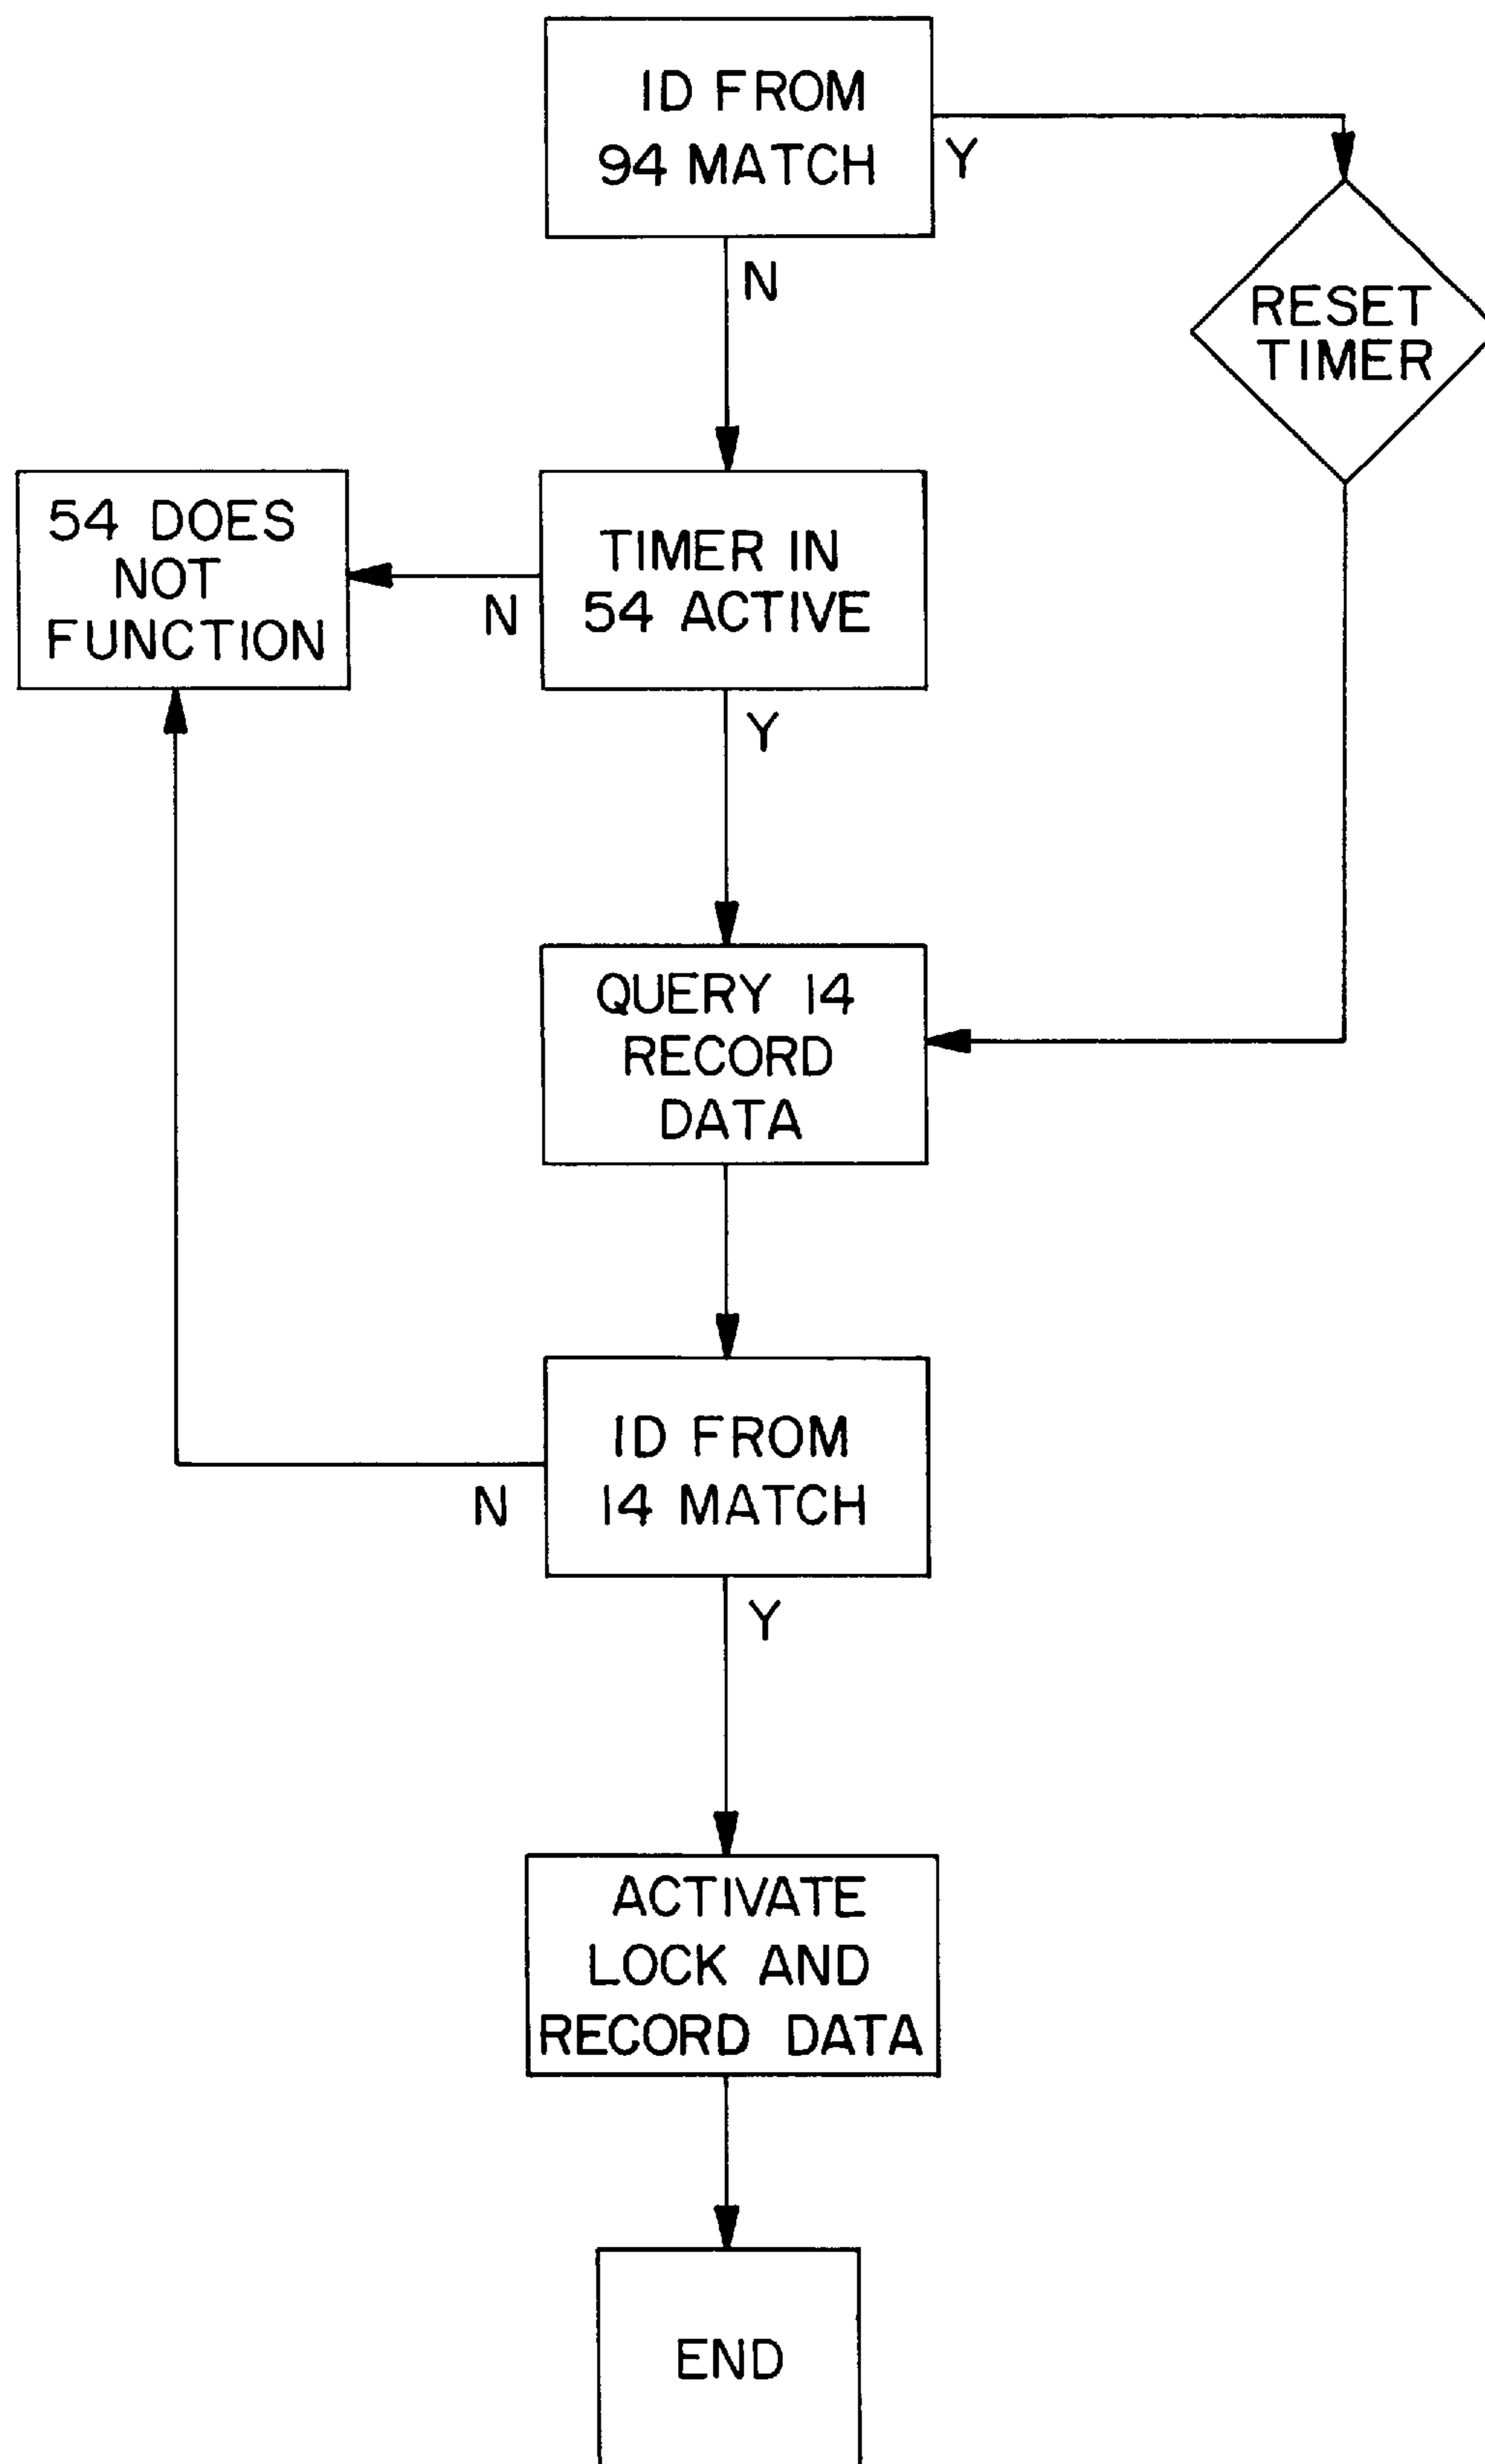 ID FROM
94 MATCH
Y
N
RESET
TIMER
54 DOES
NOT
FUNCTION
N
TIMER IN
54 ACTIVE
Y
QUERY 14
RECORD
DATA
ID FROM
14 MATCH
N
Y
ACTIVATE
LOCK AND
RECORD DATA
END